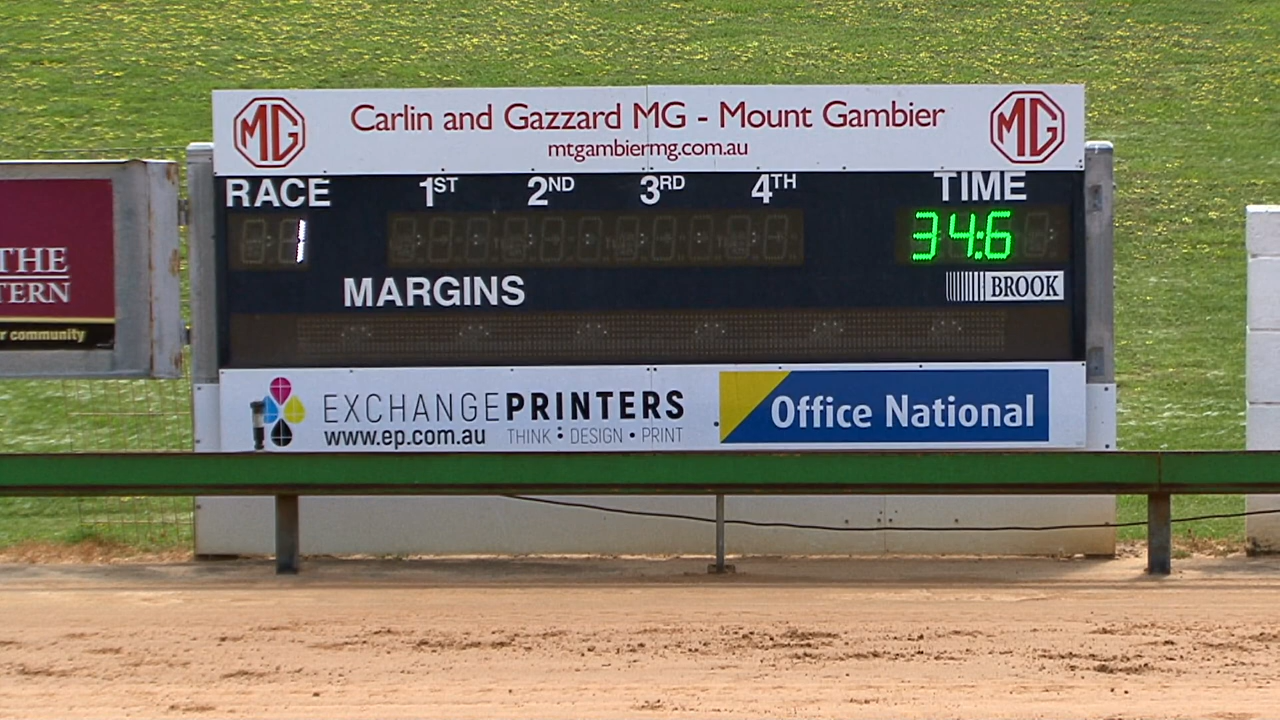 MG Carlin and Gazzard MG - Mount Gambier MG
mtgambiermg.com.au
RACE 1ST 2ND 3RD 4TH TIME
1 34:6
MARGINS BROOK
THE
TERN
r community
EXCHANGEPRINTERS
www.ep.com.au THINK : DESIGN • PRINT
Office National